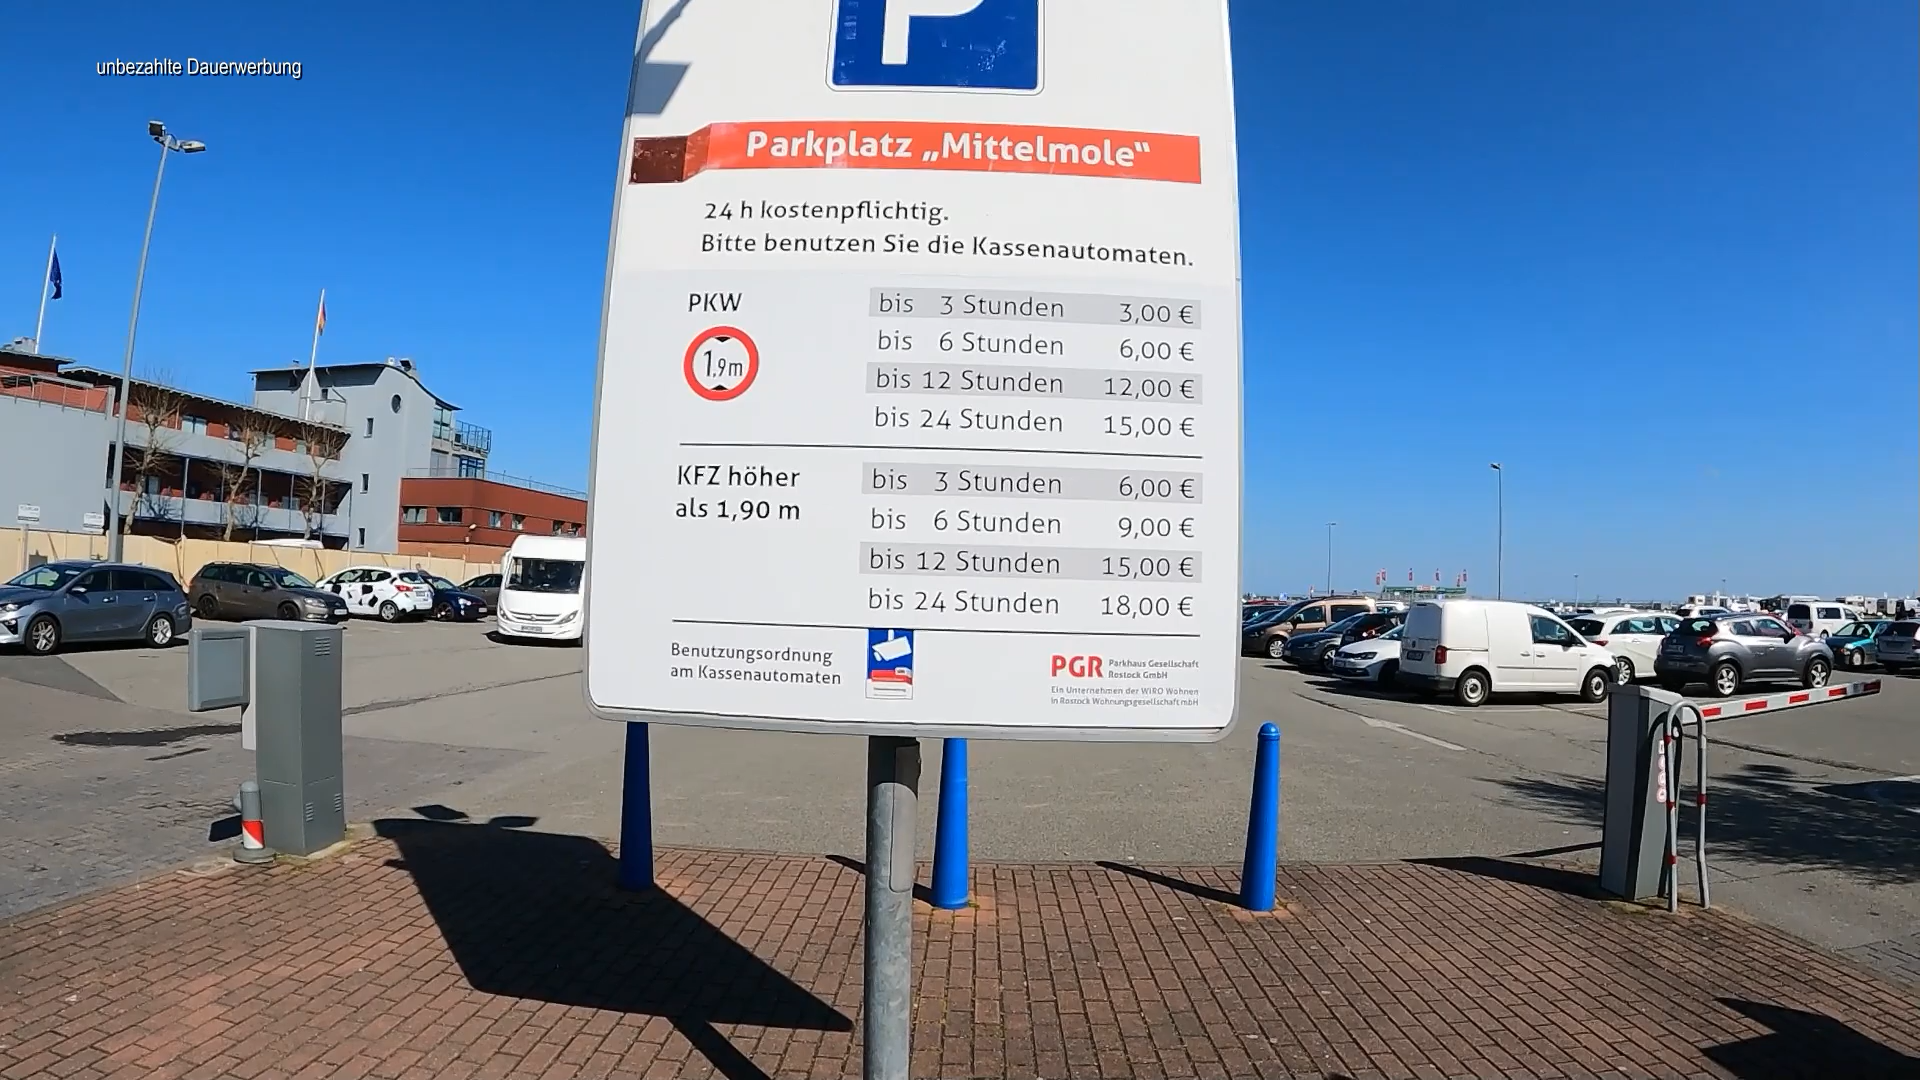 unbezahlte Dauerwerbung
P
Parkplatz „Mittelmole“
24 h kostenpflichtig.
Bitte benutzen Sie die Kassenautomaten.
PKW
1,9m
bis 3 Stunden 3,00 €
bis 6 Stunden 6,00 €
bis 12 Stunden 12,00 €
bis 24 Stunden 15,00 €
KFZ höher
als 1,90 m
bis 3 Stunden 6,00 €
bis 6 Stunden 9,00 €
bis 12 Stunden 15,00 €
bis 24 Stunden 18,00 €
Benutzungsordnung
am Kassenautomaten
PGR Parkhaus Gesellschaft
Rostock GmbH
Ein Unternehmen der WIRO Wohnen
in Rostock Wohnungsgesellschaft mbH